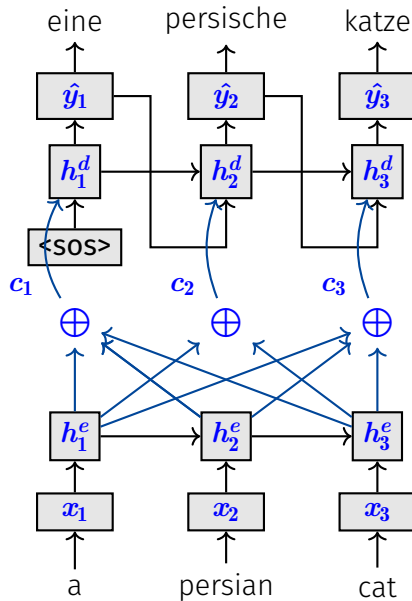 eine persische katze
ŷ₁ ŷ₂ ŷ₃
h₁ᵈ h₂ᵈ h₃ᵈ
<sos>
c₁ c₂ c₃
⊕ ⊕ ⊕
h₁ᵉ h₂ᵉ h₃ᵉ
x₁ x₂ x₃
a persian cat